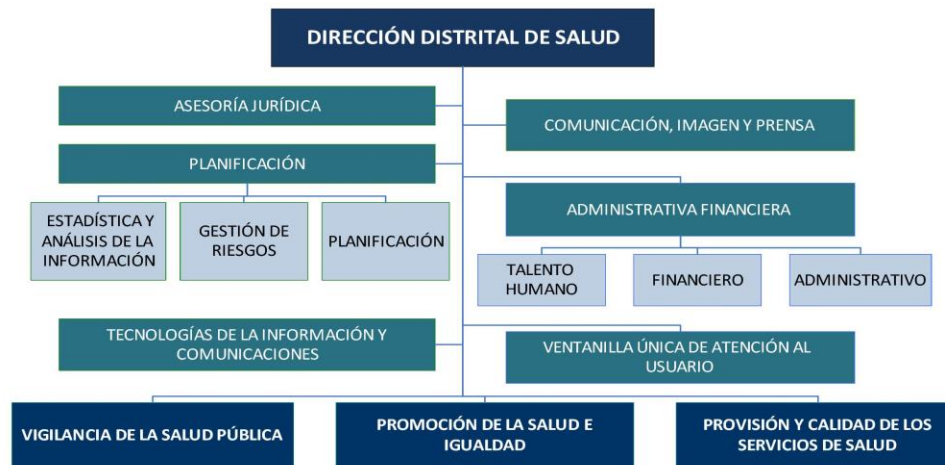 DIRECCIÓN DISTRITAL DE SALUD
ASESORÍA JURÍDICA
COMUNICACIÓN, IMAGEN Y PRENSA
PLANIFICACIÓN
ESTADÍSTICA Y
ANÁLISIS DE LA
INFORMACIÓN
GESTIÓN DE
RIESGOS
PLANIFICACIÓN
ADMINISTRATIVA FINANCIERA
TALENTO
HUMANO
FINANCIERO
ADMINISTRATIVO
TECNOLOGÍAS DE LA INFORMACIÓN Y
COMUNICACIONES
VENTANILLA ÚNICA DE ATENCIÓN AL
USUARIO
VIGILANCIA DE LA SALUD PÚBLICA
PROMOCIÓN DE LA SALUD E
IGUALDAD
PROVISIÓN Y CALIDAD DE LOS
SERVICIOS DE SALUD